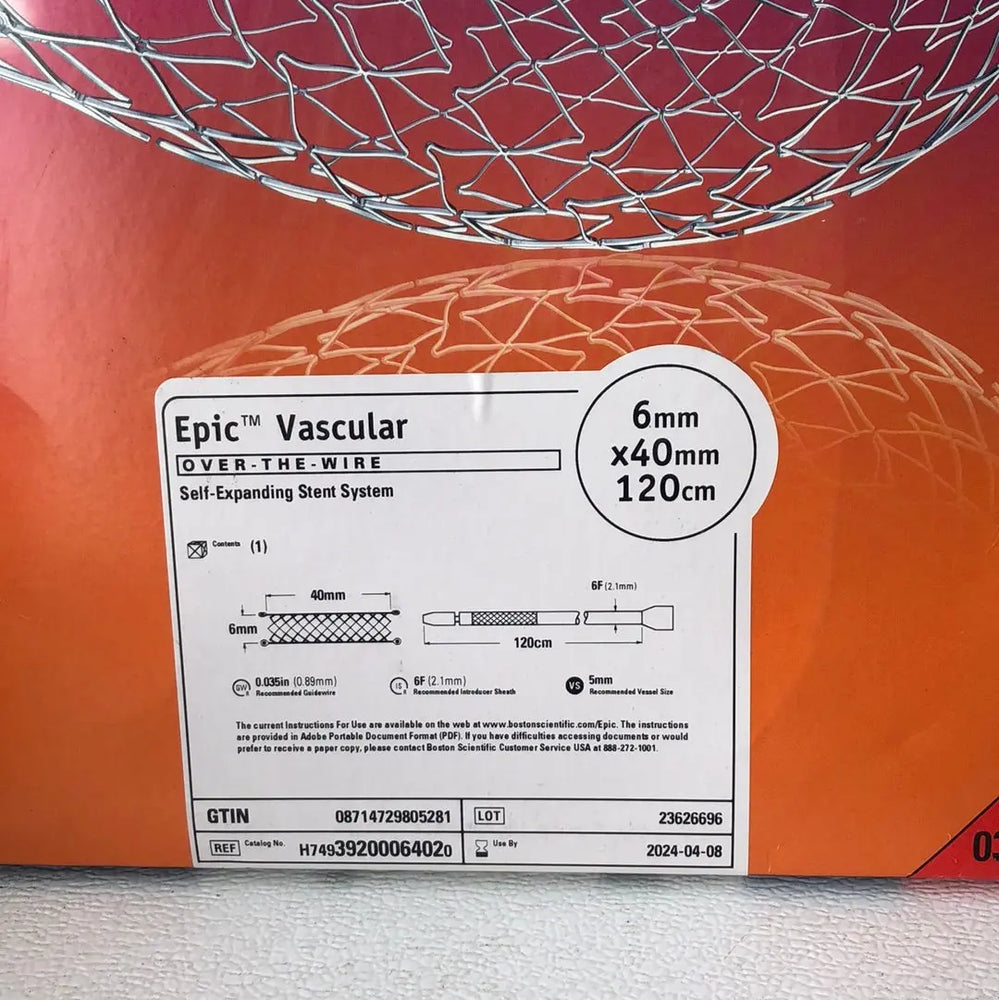 Epic™ Vascular
OVER-THE-WIRE
Self-Expanding Stent System
6mm
x40mm
120cm
Contents (1)
40mm
6mm
6F (2.1mm)
120cm
GW R 0.035in (0.89mm)
Recommended Guidewire
IS R 6F (2.1mm)
Recommended Introducer Sheath
VS 5mm
Recommended Vessel Size
The current Instructions For Use are available on the web at www.bostonscientific.com/Epic. The instructions
are provided in Adobe Portable Document Format (PDF). If you have difficulties accessing documents or would
prefer to receive a paper copy, please contact Boston Scientific Customer Service USA at 888-272-1001.
GTIN 08714729805281
LOT 23626696
REF Catalog No. H74939200064020
Use By 2024-04-08